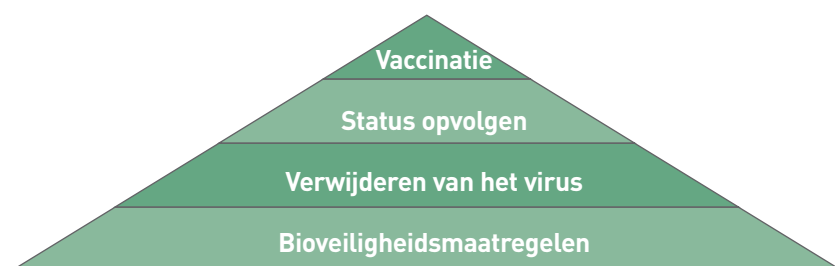 Vaccinatie
Status opvolgen
Verwijderen van het virus
Bioveiligheidsmaatregelen